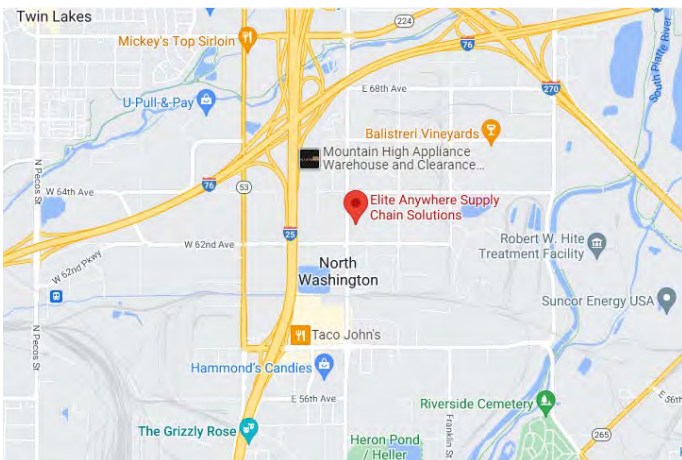 Twin Lakes
224
Mickey's Top Sirloin
76
E 68th Ave
270
South Platte River
U-Pull-&-Pay
Balistreri Vineyards
Mountain High Appliance
Warehouse and Clearance...
N Pecos St
W 64th Ave
76
53
Elite Anywhere Supply
Chain Solutions
25
W 62nd Ave
Robert W. Hite
Treatment Facility
W 62nd Pkwy
North
Washington
Suncor Energy USA
N Pecos St
Taco John's
Hammond's Candies
E 56th Ave
Riverside Cemetery
E 56th
The Grizzly Rose
Franklin St
265
Heron Pond
/ Heller